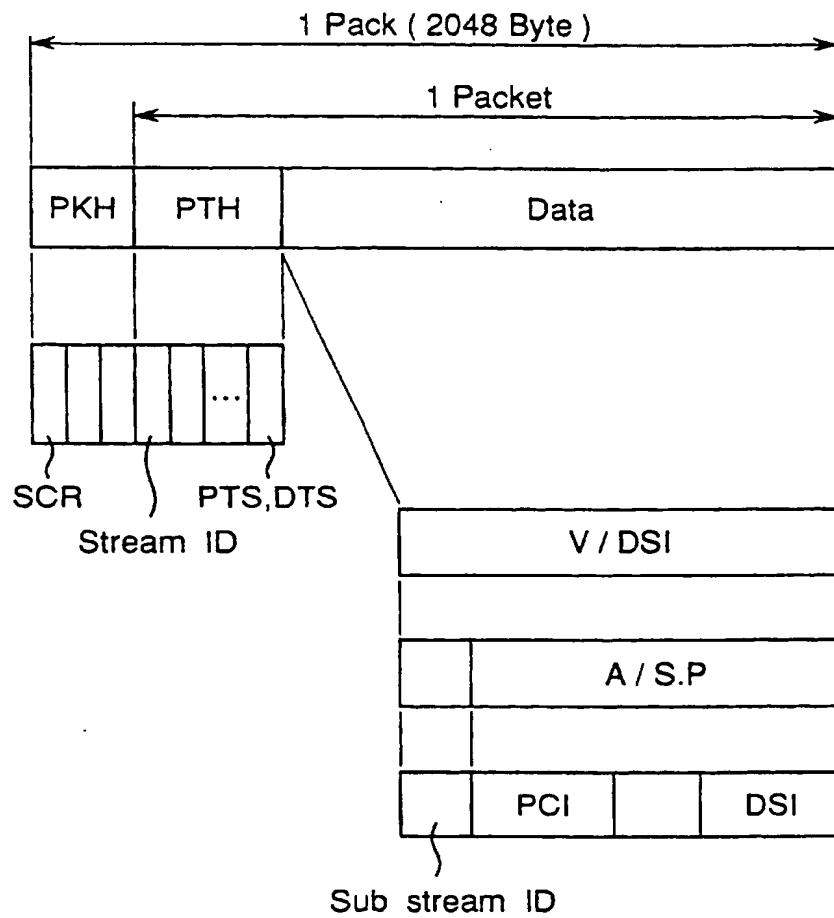 1 Pack ( 2048 Byte )
1 Packet
PKH PTH Data
...
SCR PTS,DTS
Stream ID
V / DSI
A / S.P
PCI DSI
Sub stream ID